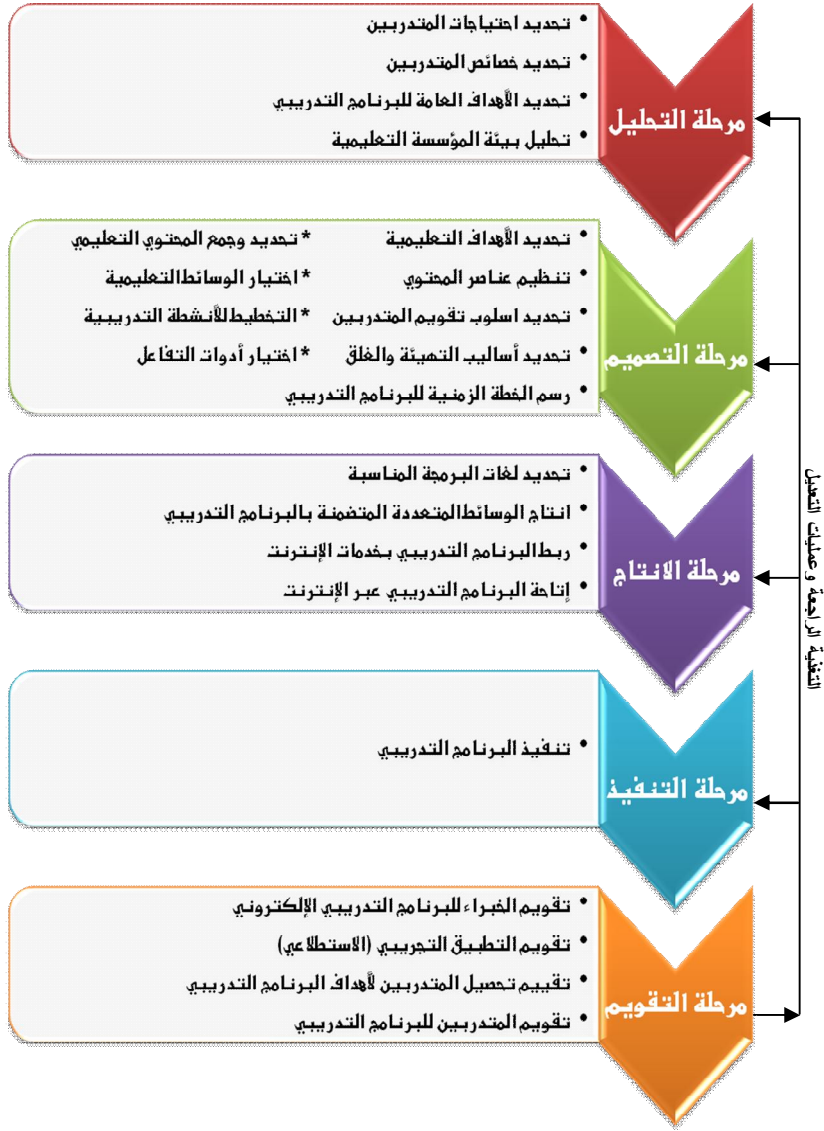 مرحلة التحليل
• تحديد احتياجات المتدربين
• تحديد خصائص المتدربين
• تحديد الأهداف العامة للبرنامج التدريبي
• تحليل بيئة المؤسسة التعليمية
مرحلة التصميم
• تحديد الأهداف التعليمية * تحديد وجمع المحتوي التعليمي
• تنظيم عناصر المحتوي * اختيار الوسائط التعليمية
• تحديد اسلوب تقويم المتدربين * التخطيط للأنشطة التدريبية
• تحديد أساليب التهيئة والغلق * اختيار أدوات التفاعل
• رسم الخطة الزمنية للبرنامج التدريبي
مرحلة الانتاج
• تحديد لغات البرمجة المناسبة
• انتاج الوسائط المتعددة المتضمنة بالبرنامج التدريبي
• ربط البرنامج التدريبي بخدمات الإنترنت
• إتاحة البرنامج التدريبي عبر الإنترنت
مرحلة التنفيذ
• تنفيذ البرنامج التدريبي
مرحلة التقويم
• تقويم الخبراء للبرنامج التدريبي الإلكتروني
• تقويم التطبيق التجريبي (الاستطلاعي)
• تقييم تحصيل المتدربين لأهداف البرنامج التدريبي
• تقويم المتدربين للبرنامج التدريبي
التغذية الراجعة وعمليات التعديل